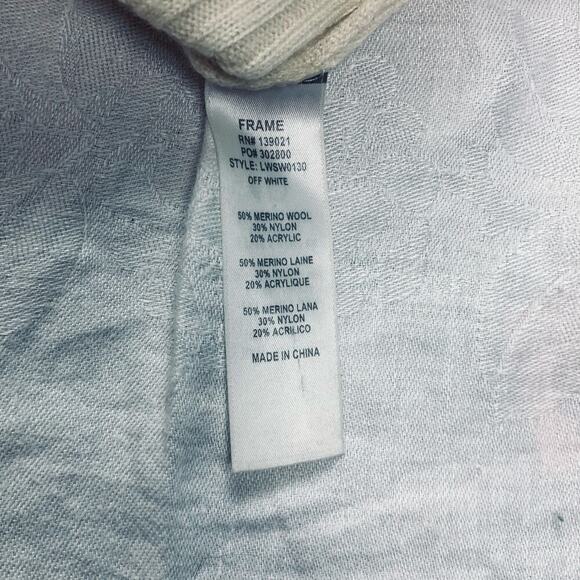 FRAME
RN# 139021
PO# 302800
STYLE: LWSW0130
OFF WHITE
50% MERINO WOOL
30% NYLON
20% ACRYLIC
50% MERINO LAINE
30% NYLON
20% ACRYLIQUE
50% MERINO LANA
30% NYLON
20% ACRILICO
MADE IN CHINA